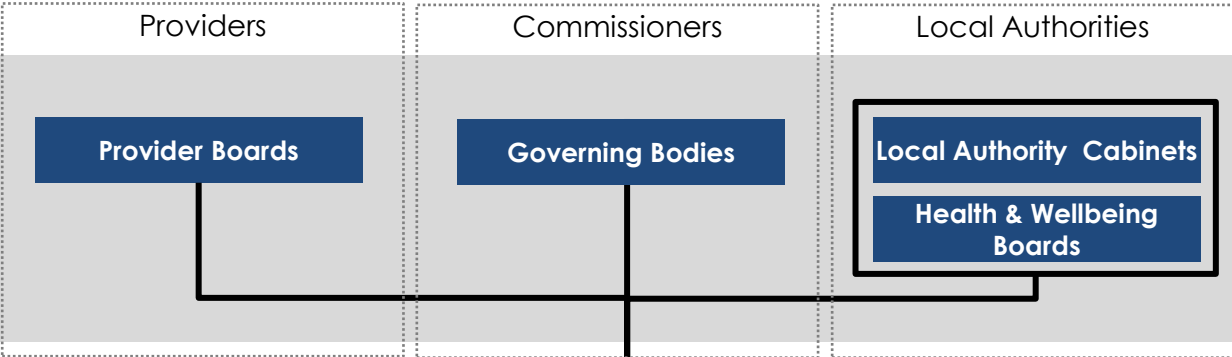 Providers
Commissioners
Local Authorities
Provider Boards
Governing Bodies
Local Authority Cabinets
Health & Wellbeing
Boards